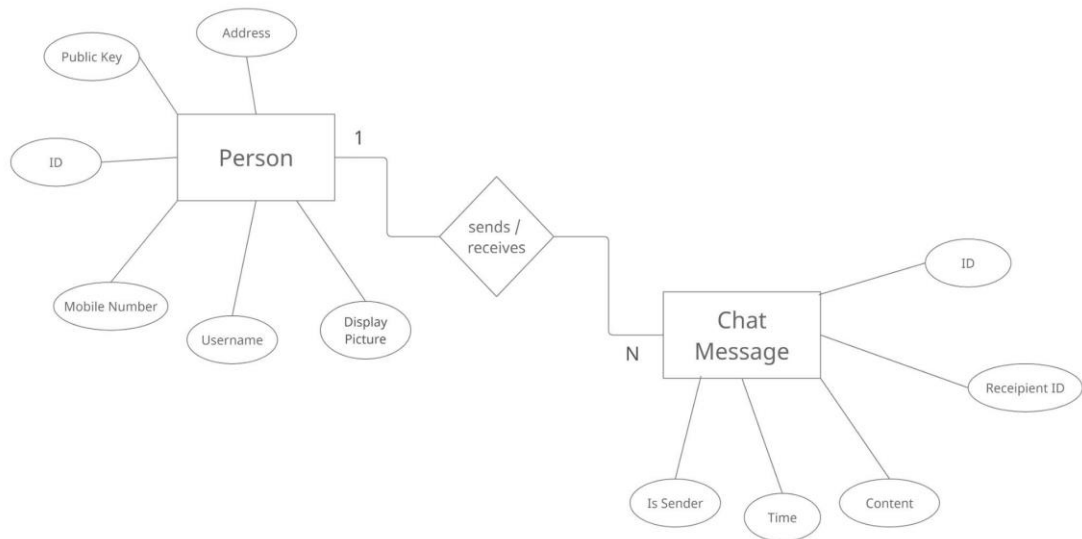 Address
Public Key
Person
1
ID
sends /
receives
Mobile Number
Username
Display
Picture
ID
Chat
Message
N
Receipient ID
Is Sender
Time
Content